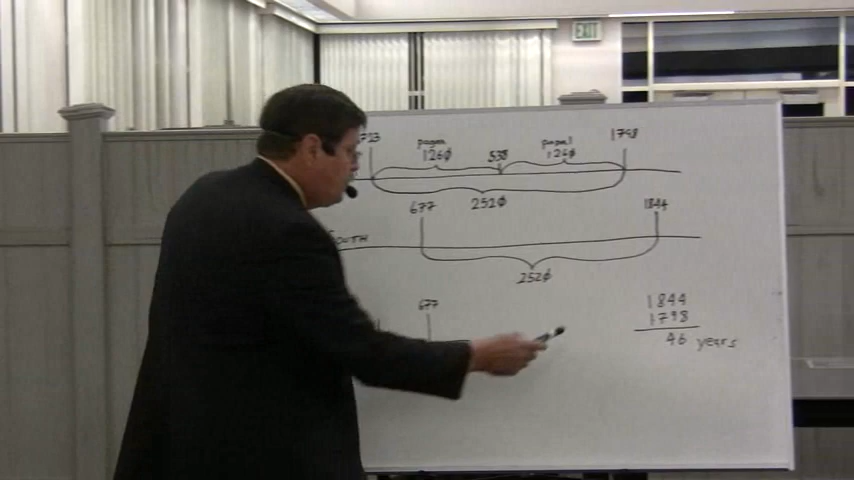 EXIT
723 pagan 538 papal 1798
1260 1260
2520
677 1844
SOUTH
2520
677
1844
1798
46 years